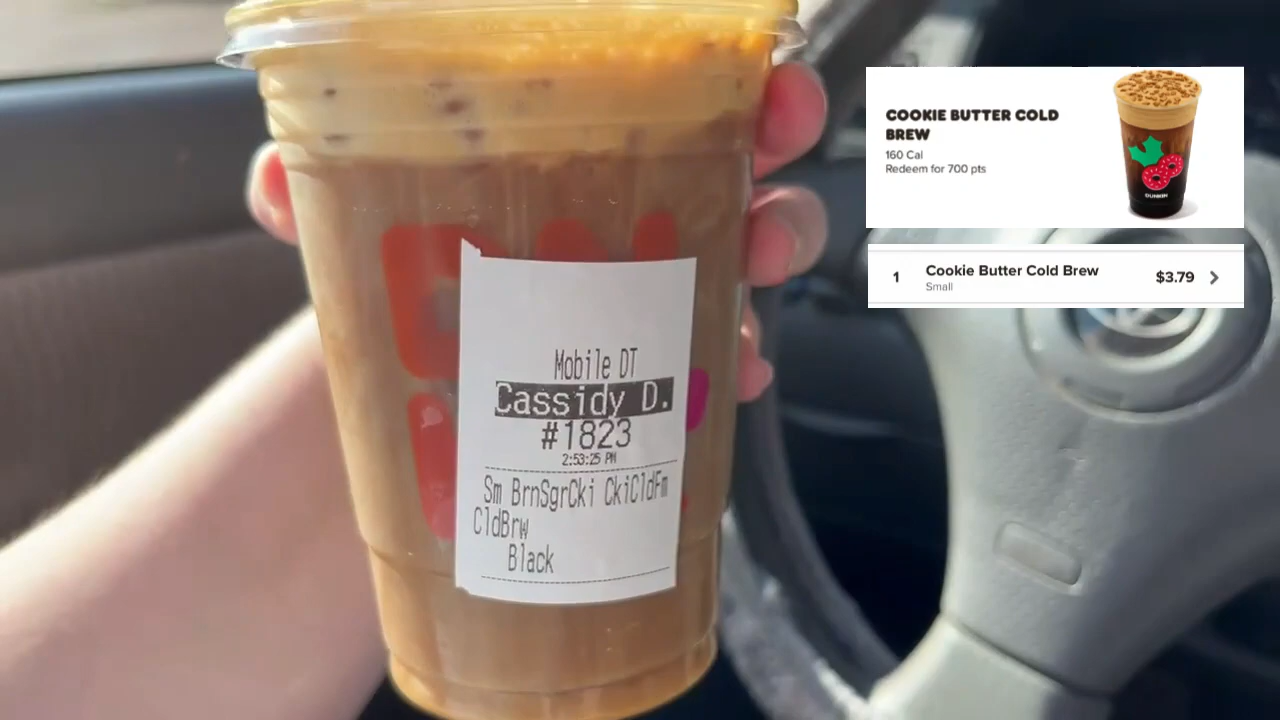 Mobile DT
Cassidy D.
#1823
2:53:25 PM
Sm BrnSgrCki CkiCldFm
CldBrw
Black
COOKIE BUTTER COLD
BREW
160 Cal
Redeem for 700 pts
DUNKIN'
1 Cookie Butter Cold Brew $3.79
Small